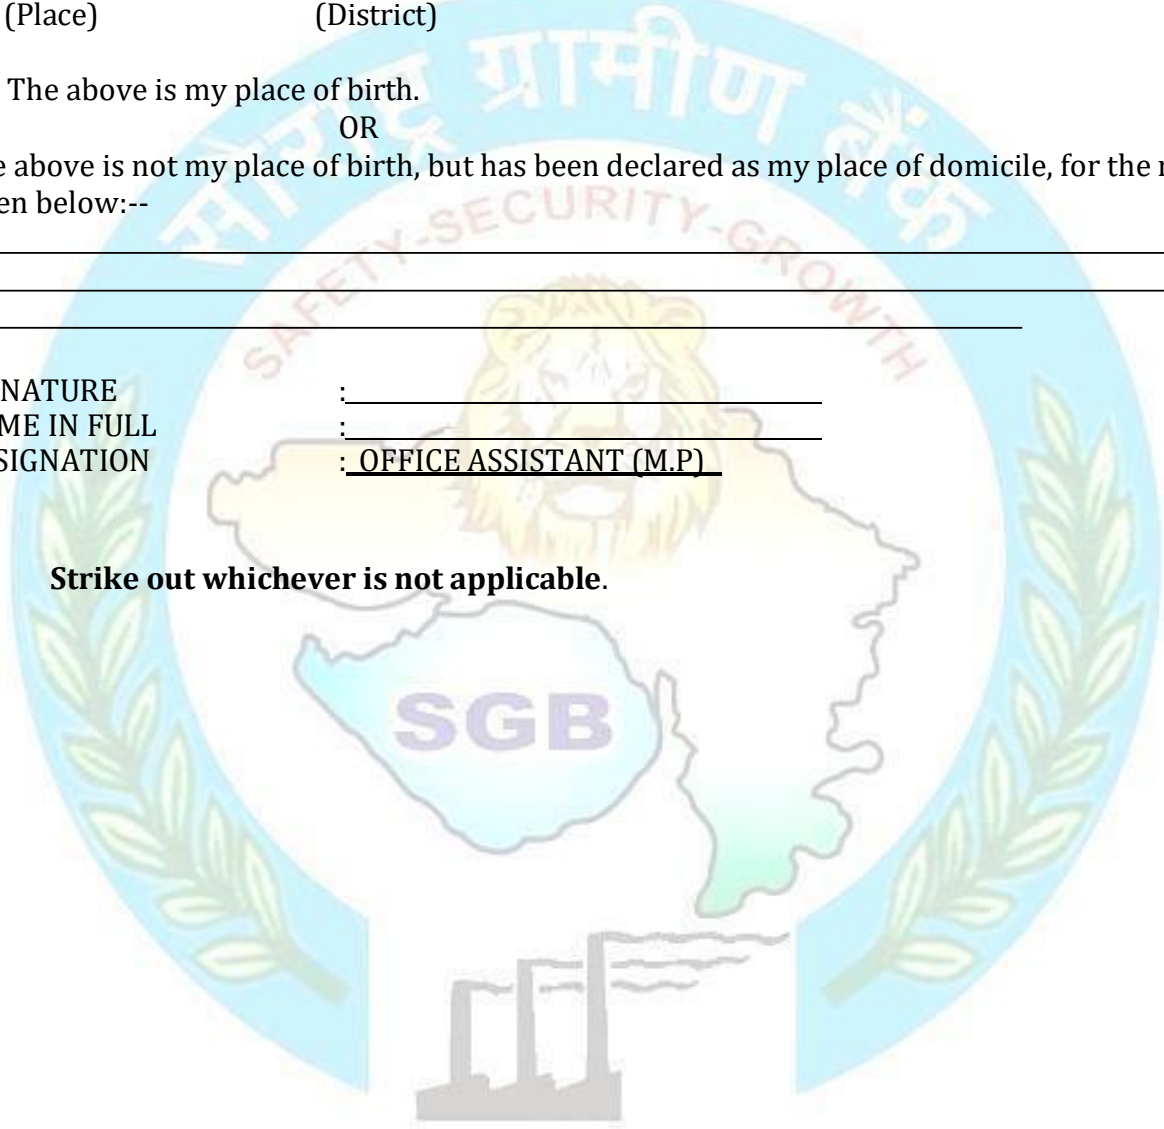 (Place) (District)
The above is my place of birth.
OR
e above is not my place of birth, but has been declared as my place of domicile, for the r
en below:--
NATURE :
ME IN FULL :
SIGNATION : OFFICE ASSISTANT (M.P)
Strike out whichever is not applicable.
सौराष्ट्र ग्रामीण बैंक
SAFETY-SECURITY-GROWTH
SGB